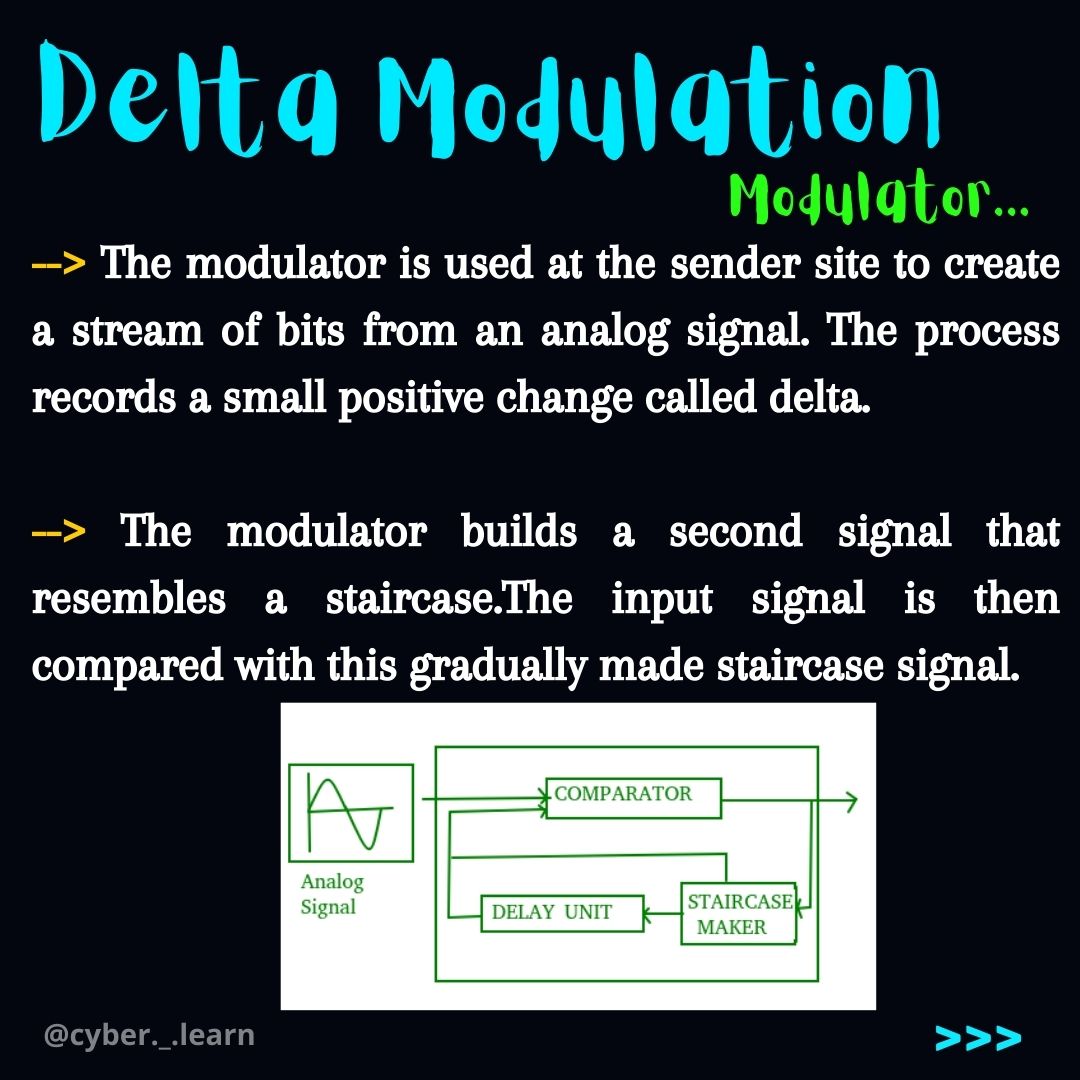 Delta Modulation
Modulator...
--> The modulator is used at the sender site to create
a stream of bits from an analog signal. The process
records a small positive change called delta.
--> The modulator builds a second signal that
resembles a staircase.The input signal is then
compared with this gradually made staircase signal.
COMPARATOR
Analog
Signal
DELAY UNIT
STAIRCASE
MAKER
@cyber._.learn
>>>